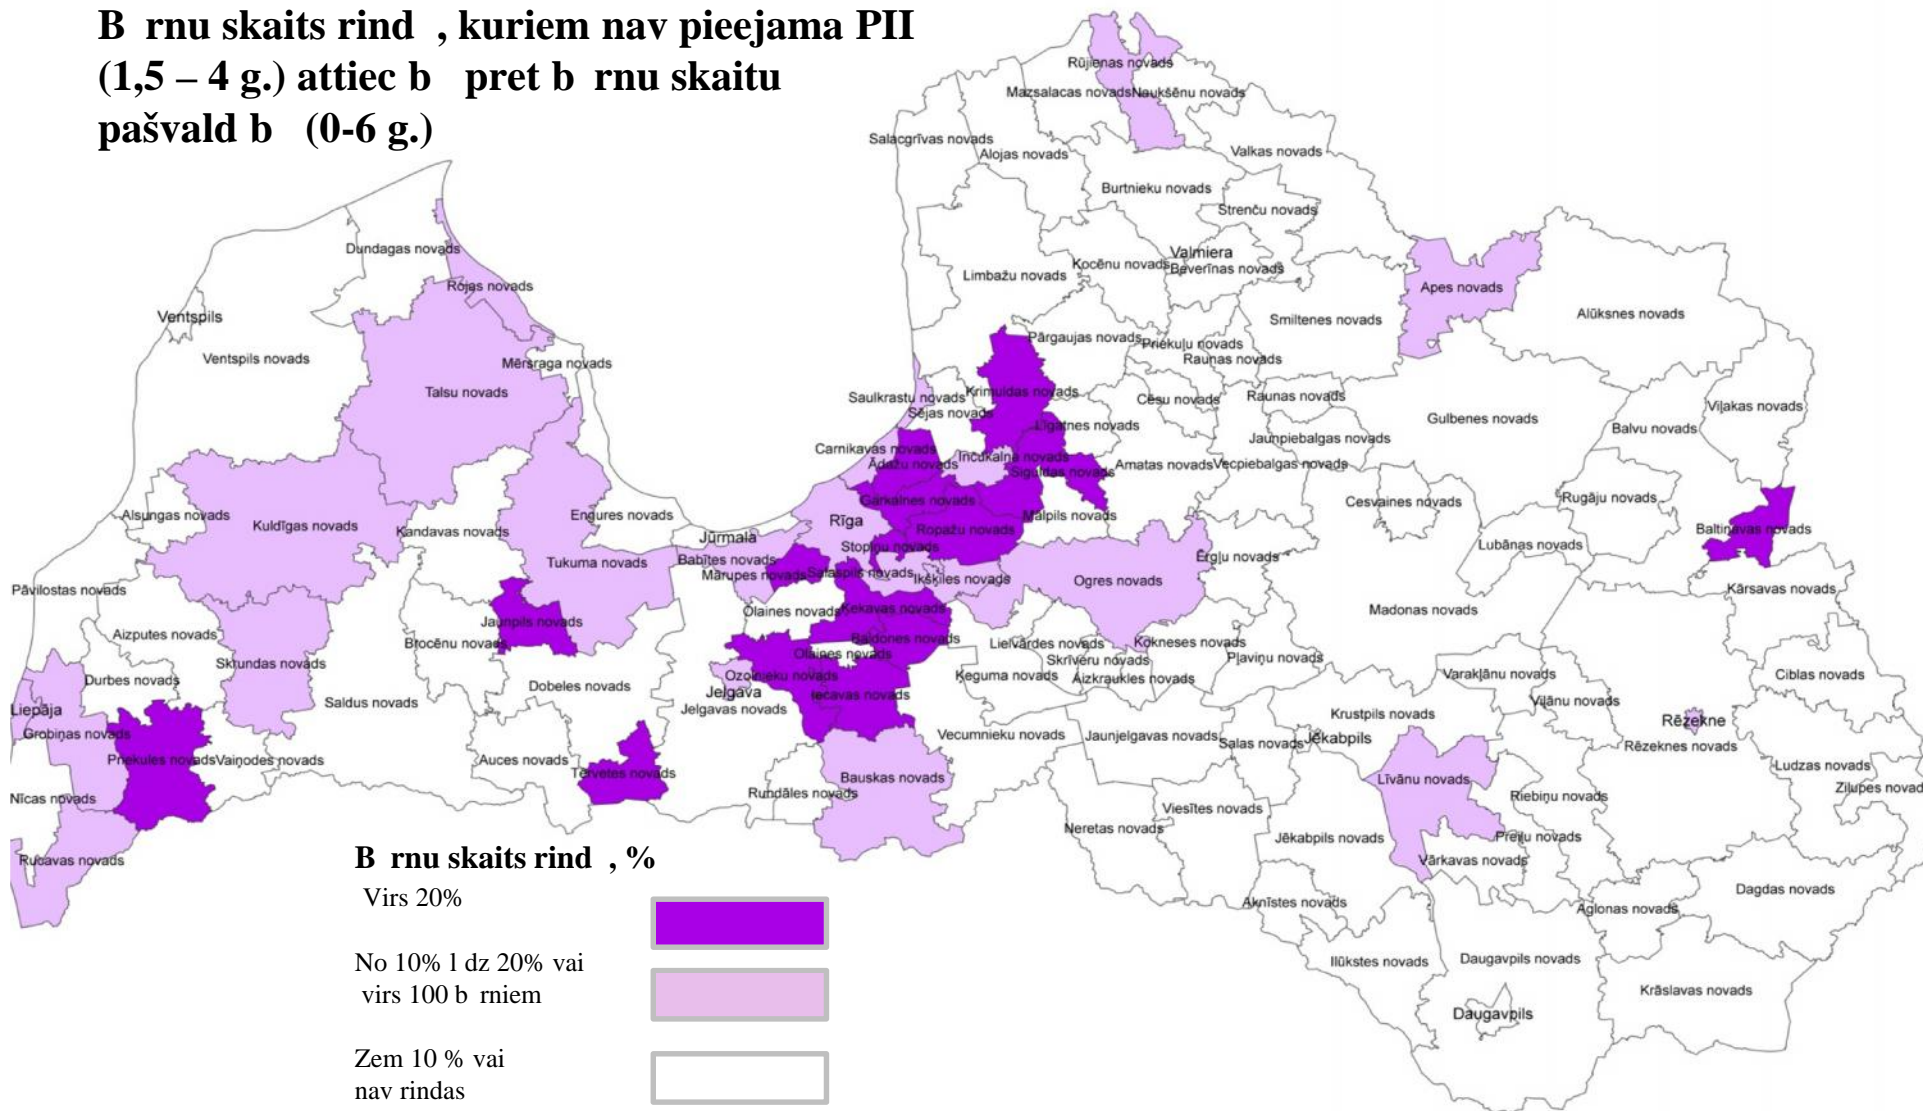 B rnu skaits rind , kuriem nav pieejama PII
(1,5 – 4 g.) attiec b pret b rnu skaitu
pašvald b (0-6 g.)
Rūjienas novads
Mazsalacas novads
Naukšēnu novads
Salacgrīvas novads
Alojas novads
Valkas novads
Burtnieku novads
Strenču novads
Dundagas novads
Valmiera
Kocēnu novads
Beverīnas novads
Limbažu novads
Rojas novads
Apes novads
Ventspils
Smiltenes novads
Alūksnes novads
Ventspils novads
Pārgaujas novads
Priekuļu novads
Raunas novads
Mērsraga novads
Talsu novads
Saulkrastu novads
Krimuldas novads
Sējas novads
Cēsu novads
Raunas novads
Gulbenes novads
Viļakas novads
Līgatnes novads
Jaunpiebalgas novads
Balvu novads
Carnikavas novads
Ādažu novads
Inčukalna novads
Siguldas novads
Amatas novads
Vecpiebalgas novads
Garkalnes novads
Cesvaines novads
Rugāju novads
Alsungas novads
Kuldīgas novads
Kandavas novads
Engures novads
Rīga
Ropažu novads
Mālpils novads
Baltinavas novads
Jūrmala
Stopiņu novads
Lubānas novads
Babītes novads
Tukuma novads
Mārupes novads
Salaspils novads
Ikšķiles novads
Ogres novads
Ērgļu novads
Pāvilostas novads
Kārsavas novads
Olaines novads
Ķekavas novads
Madonas novads
Jaunpils novads
Aizputes novads
Brocēnu novads
Baldones novads
Lielvārdes novads
Kokneses novads
Olaines novads
Skrīveru novads
Pļaviņu novads
Skrundas novads
Durbes novads
Ozolnieku novads
Ķeguma novads
Aizkraukles novads
Varakļānu novads
Ciblas novads
Dobeles novads
Jelgava
Iecavas novads
Viļānu novads
Saldus novads
Jelgavas novads
Liepāja
Krustpils novads
Rēzekne
Grobiņas novads
Vecumnieku novads
Jaunjelgavas novads
Salas novads
Jēkabpils
Rēzeknes novads
Priekules novads
Vaiņodes novads
Auces novads
Tērvetes novads
Bauskas novads
Līvānu novads
Ludzas novads
Rundāles novads
Riebiņu novads
Zilupes novad
Nīcas novads
Viesītes novads
Neretas novads
Jēkabpils novads
Preiļu novads
Rucavas novads
Vārkavas novads
B rnu skaits rind , %
Virs 20%
No 10% l dz 20% vai
virs 100 b rniem
Zem 10 % vai
nav rindas
Dagdas novads
Aknīstes novads
Aglonas novads
Ilūkstes novads
Daugavpils novads
Krāslavas novads
Daugavpils